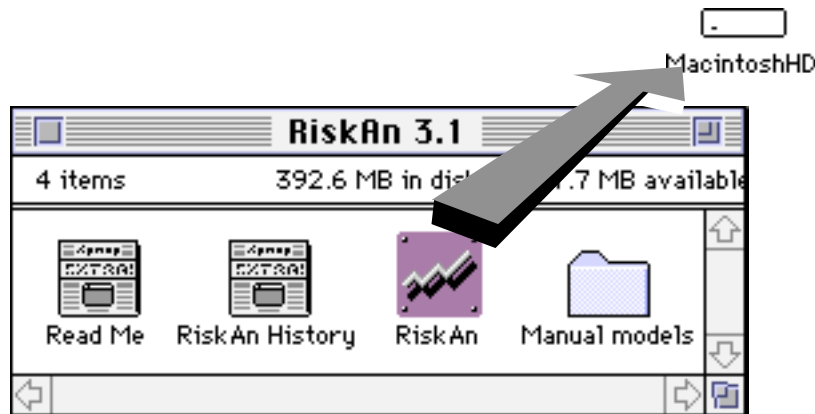 MacintoshHD
RiskAn 3.1
4 items 392.6 MB in dis .7 MB available
Read Me RiskAn History RiskAn Manual models